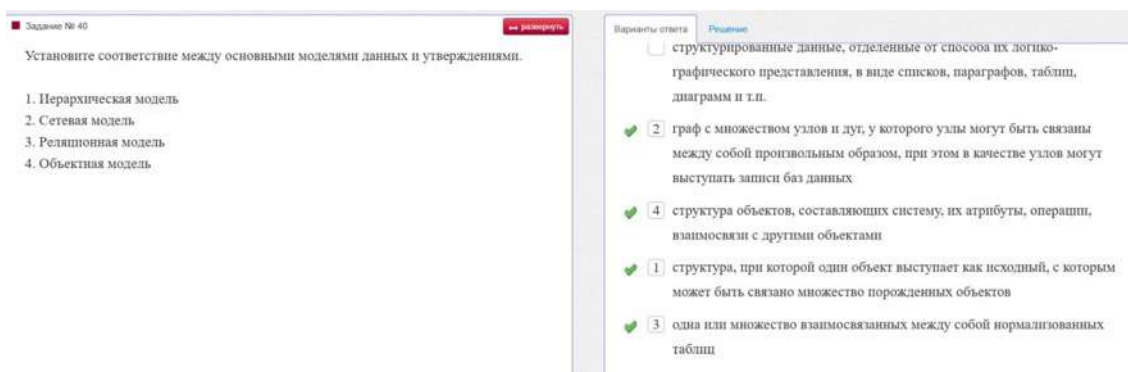 Задание № 40
развернуть
Установите соответствие между основными моделями данных и утверждениями.
1. Иерархическая модель
2. Сетевая модель
3. Реляционная модель
4. Объектная модель
Варианты ответа Решение
структурированные данные, отделенные от способа их логико-
графического представления, в виде списков, параграфов, таблиц,
диаграмм и т.п.
2 граф с множеством узлов и дуг, у которого узлы могут быть связаны
между собой произвольным образом, при этом в качестве узлов могут
выступать записи баз данных
4 структура объектов, составляющих систему, их атрибуты, операции,
взаимосвязи с другими объектами
1 структура, при которой один объект выступает как исходный, с которым
может быть связано множество порожденных объектов
3 одна или множество взаимосвязанных между собой нормализованных
таблиц